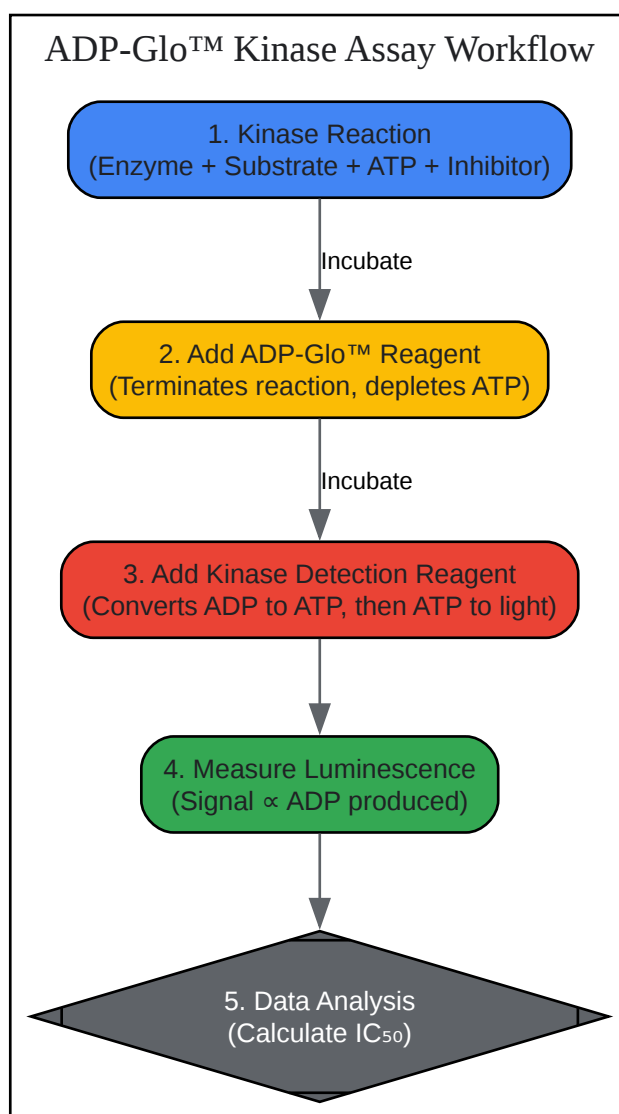 ADP-Glo™ Kinase Assay Workflow
1. Kinase Reaction
(Enzyme + Substrate + ATP + Inhibitor)
Incubate
2. Add ADP-Glo™ Reagent
(Terminates reaction, depletes ATP)
Incubate
3. Add Kinase Detection Reagent
(Converts ADP to ATP, then ATP to light)
4. Measure Luminescence
(Signal ∝ ADP produced)
5. Data Analysis
(Calculate IC₅₀)